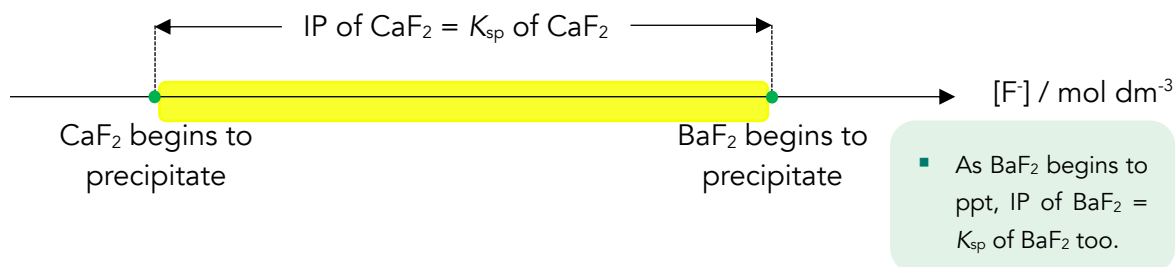 IP of CaF₂ = Kₛₚ of CaF₂
[F⁻] / mol dm⁻³
CaF₂ begins to
precipitate
BaF₂ begins to
precipitate
▪ As BaF₂ begins to
ppt, IP of BaF₂ =
Kₛₚ of BaF₂ too.